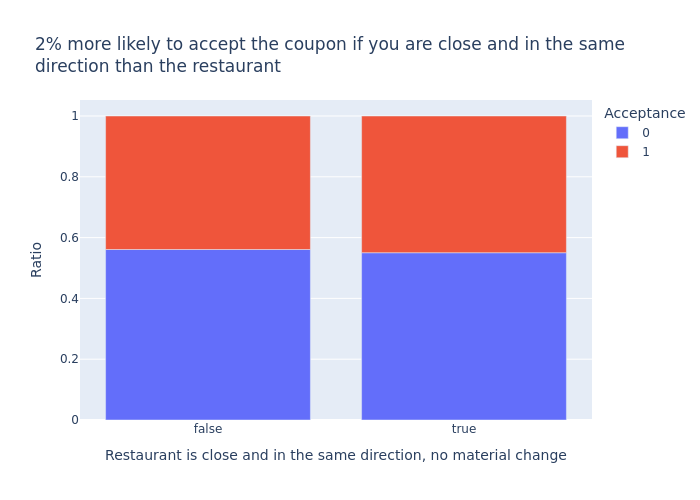 2% more likely to accept the coupon if you are close and in the same
direction than the restaurant
Acceptance
0
1
1
0.8
0.6
0.4
0.2
0
Ratio
false
true
Restaurant is close and in the same direction, no material change